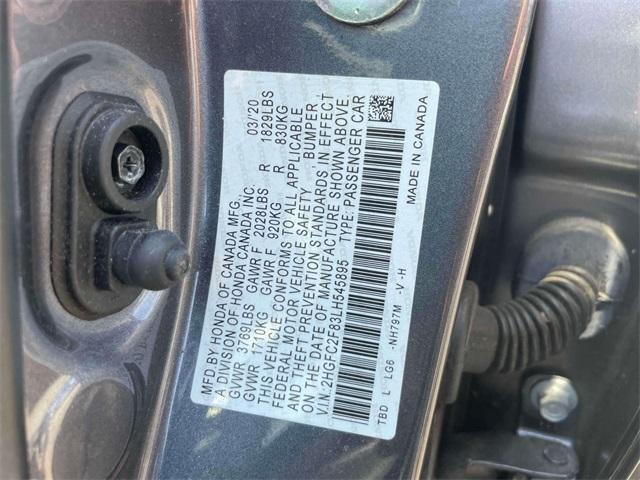 MFD.BY HONDA OF CANADA MFG, 03/20
A DIVISION OF HONDA CANADA INC.
GVWR 3769LBS GAWR F 2028LBS R 1829LBS
GVWR 1710KG GAWR F 920KG R 830KG
THIS VEHICLE CONFORMS TO ALL APPLICABLE
FEDERAL MOTOR VEHICLE SAFETY, BUMPER,
AND THEFT PREVENTION STANDARDS IN EFFECT
ON THE DATE OF MANUFACTURE SHOWN ABOVE.
V.I.N. 2HGFC2F83LH545895 TYPE: PASSENGER CAR
TBD L LG6 -NH797M -V -H MADE IN CANADA